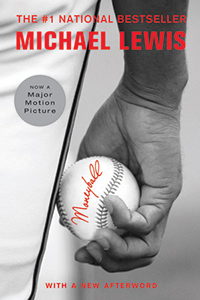 THE #1 NATIONAL BESTSELLER
MICHAEL LEWIS
NOW A
Major
Motion
Picture
Moneyball
WITH A NEW AFTERWORD